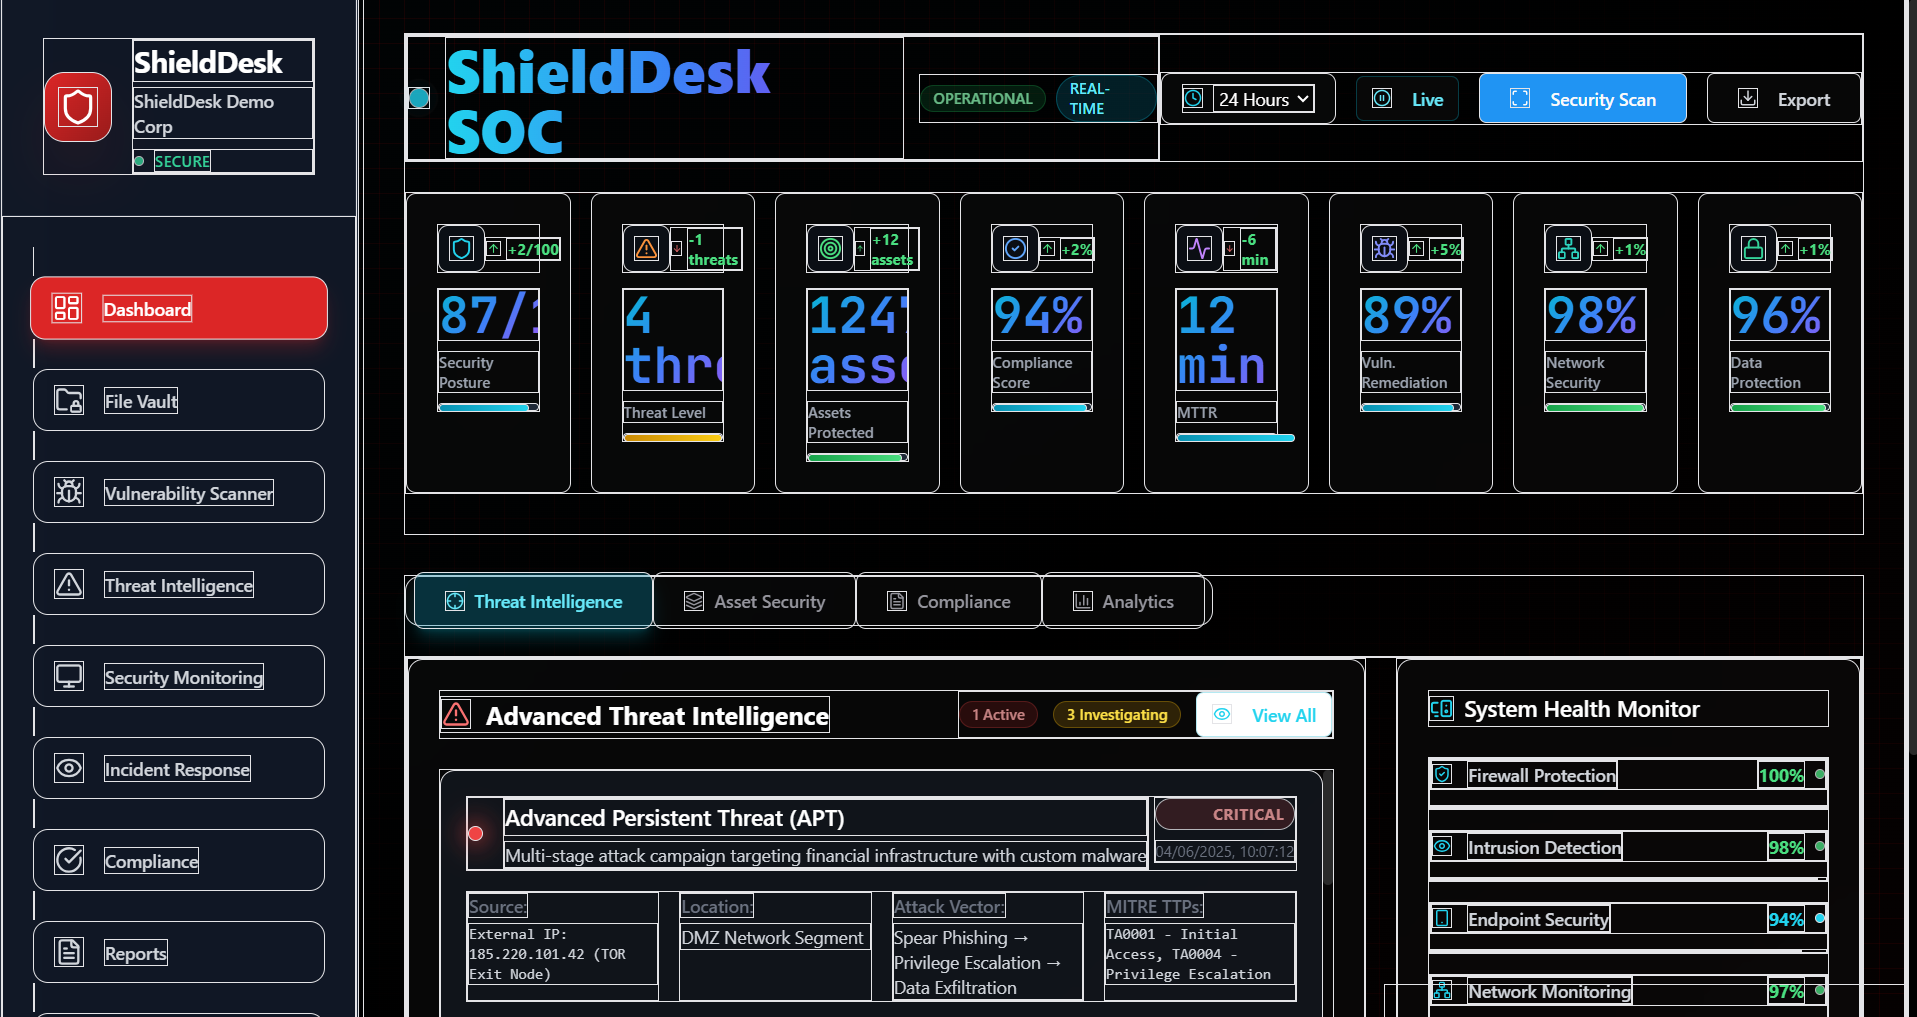 ShieldDesk
ShieldDesk Demo
Corp
SECURE
Dashboard
File Vault
Vulnerability Scanner
Threat Intelligence
Security Monitoring
Incident Response
Compliance
Reports
ShieldDesk
SOC
OPERATIONAL
REAL-
TIME
24 Hours
Live
Security Scan
Export
+2/100
87/1
Security
Posture
-1
threats
4
thre
Threat Level
+12
assets
1247
asse
Assets
Protected
+2%
94%
Compliance
Score
-6
min
12
min
MTTR
+5%
89%
Vuln.
Remediation
+1%
98%
Network
Security
+1%
96%
Data
Protection
Threat Intelligence
Asset Security
Compliance
Analytics
Advanced Threat Intelligence
1 Active
3 Investigating
View All
Advanced Persistent Threat (APT)
CRITICAL
Multi-stage attack campaign targeting financial infrastructure with custom malware
04/06/2025, 10:07:12
Source:
External IP:
185.220.101.42 (TOR
Exit Node)
Location:
DMZ Network Segment
Attack Vector:
Spear Phishing →
Privilege Escalation →
Data Exfiltration
MITRE TTPs:
TA0001 - Initial
Access, TA0004 -
Privilege Escalation
System Health Monitor
Firewall Protection 100%
Intrusion Detection 98%
Endpoint Security 94%
Network Monitoring 97%